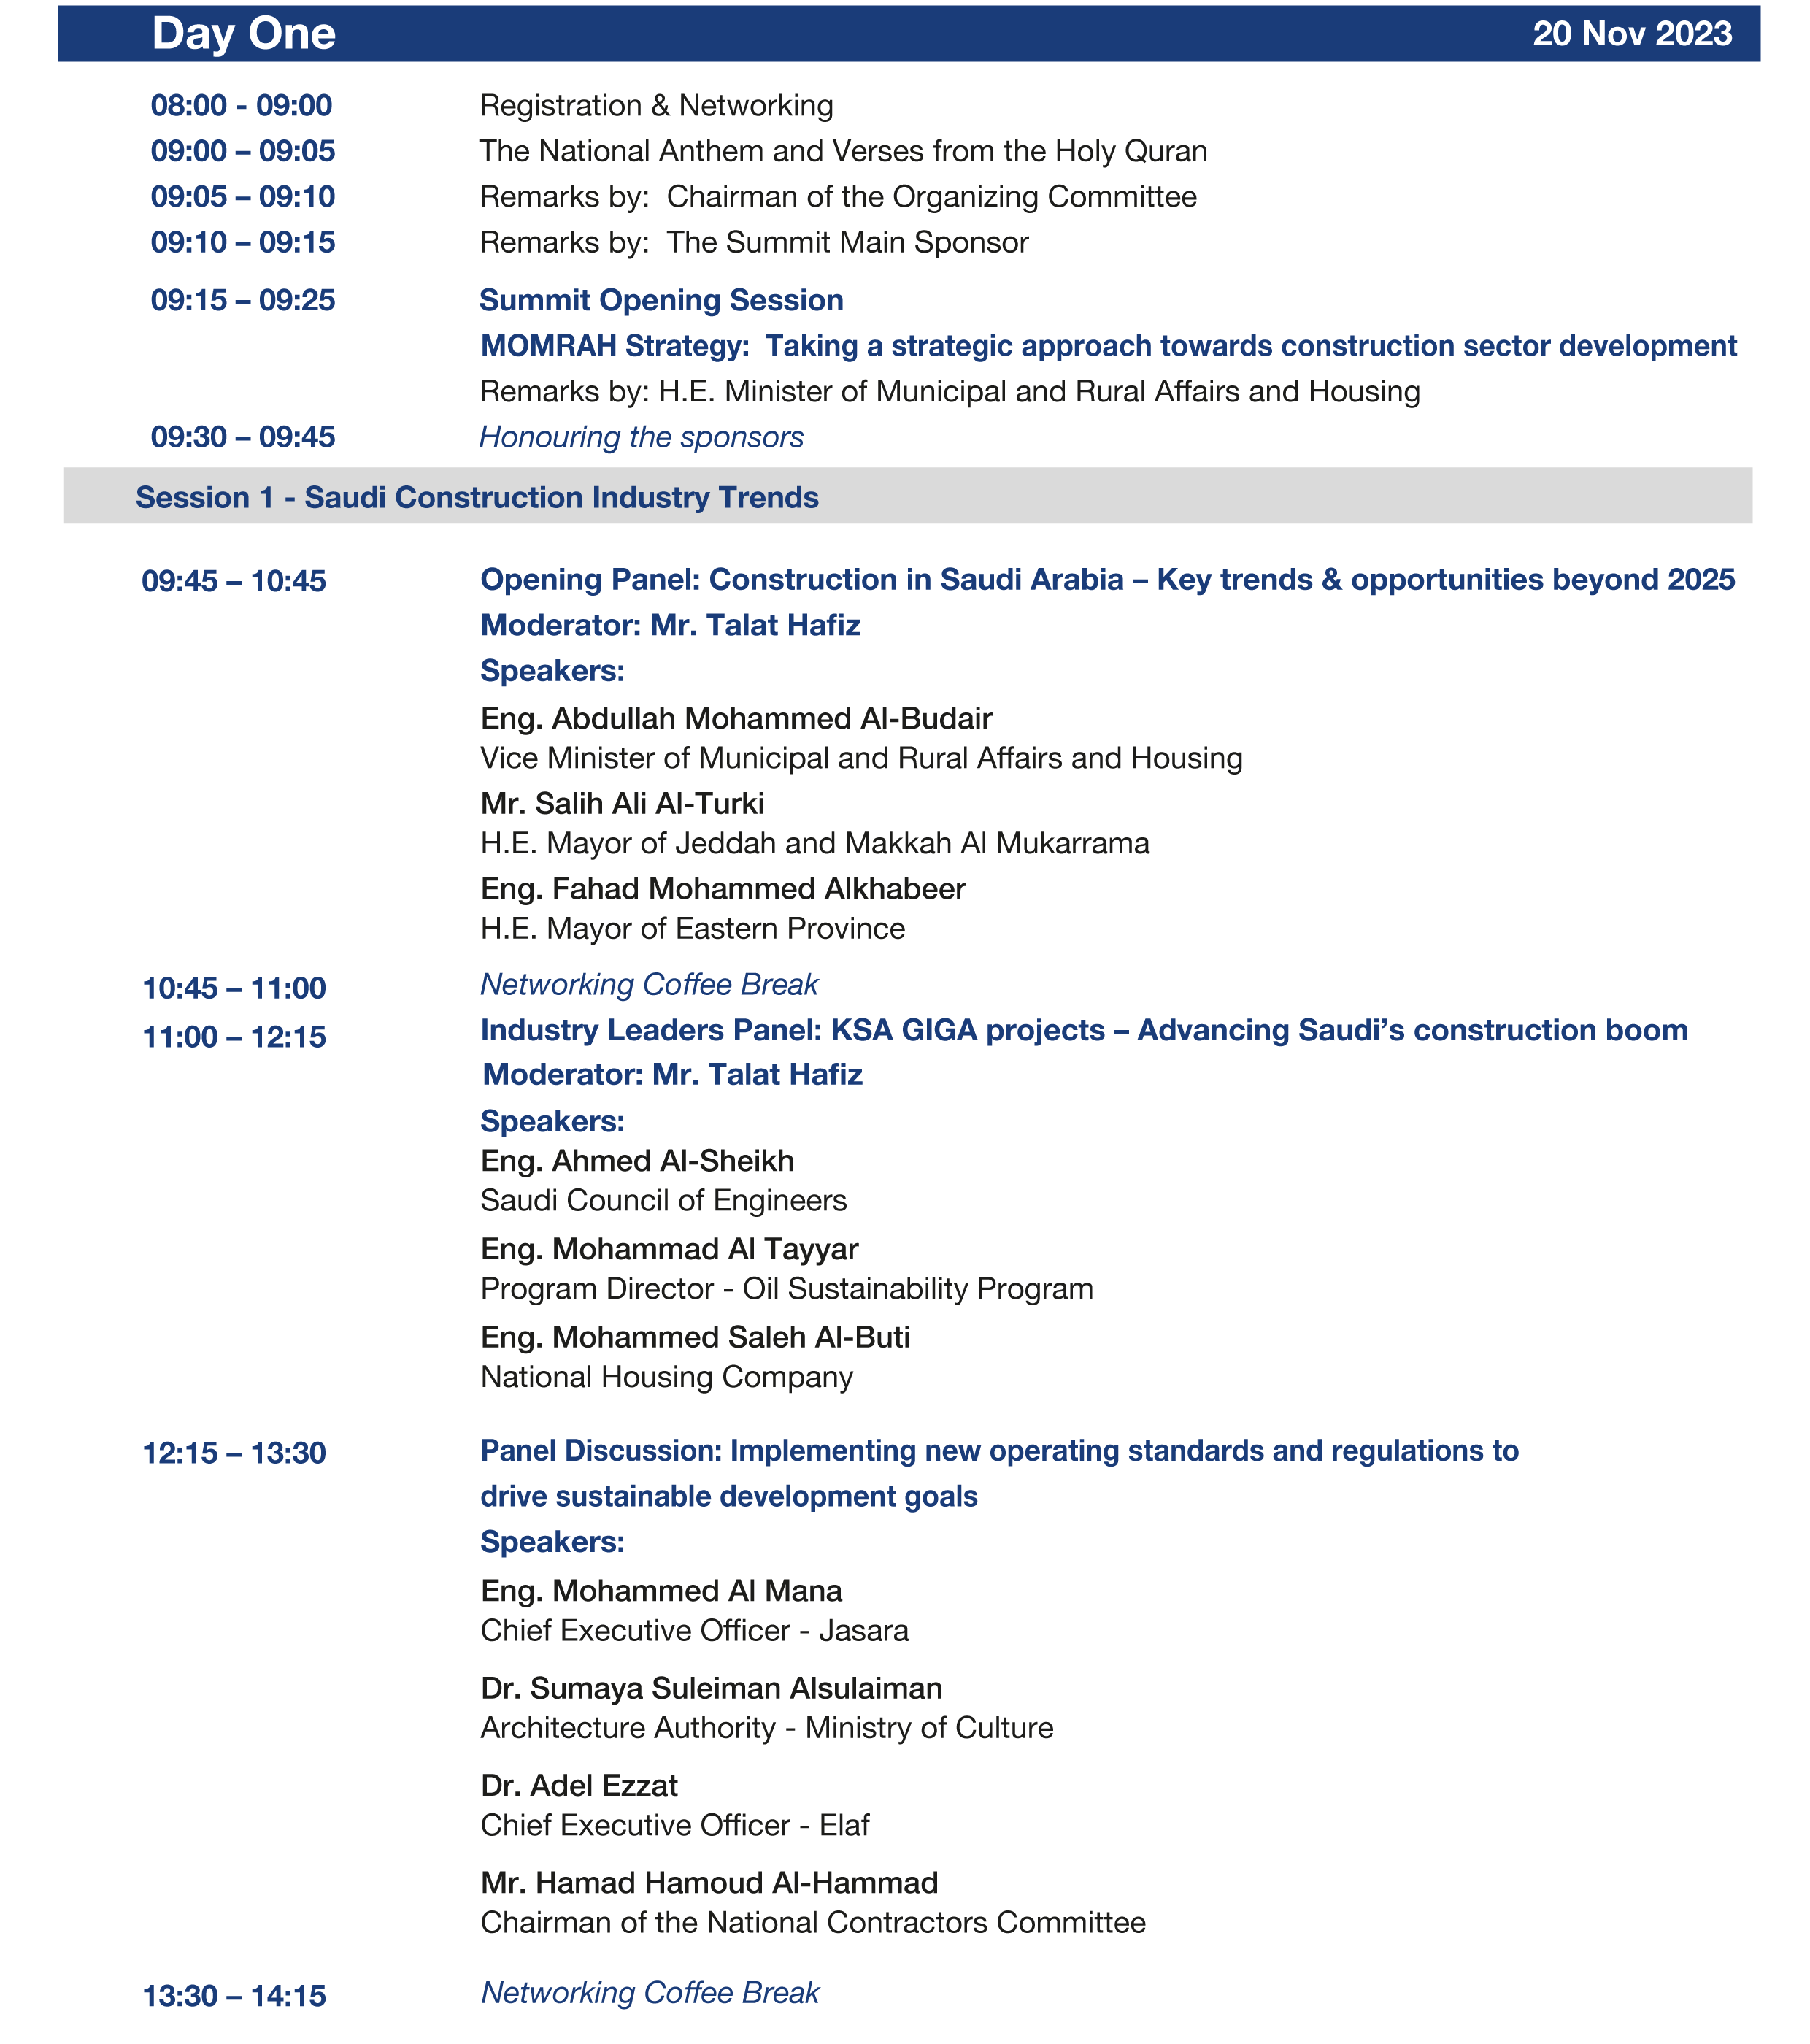 Day One 20 Nov 2023
08:00 - 09:00 Registration & Networking
09:00 – 09:05 The National Anthem and Verses from the Holy Quran
09:05 – 09:10 Remarks by:  Chairman of the Organizing Committee
09:10 – 09:15 Remarks by:  The Summit Main Sponsor
09:15 – 09:25 Summit Opening Session
MOMRAH Strategy:  Taking a strategic approach towards construction sector development
Remarks by: H.E. Minister of Municipal and Rural Affairs and Housing
09:30 – 09:45 Honouring the sponsors
Session 1 - Saudi Construction Industry Trends
09:45 – 10:45 Opening Panel: Construction in Saudi Arabia – Key trends & opportunities beyond 2025
Moderator: Mr. Talat Hafiz
Speakers:
Eng. Abdullah Mohammed Al-Budair
Vice Minister of Municipal and Rural Affairs and Housing
Mr. Salih Ali Al-Turki
H.E. Mayor of Jeddah and Makkah Al Mukarrama
Eng. Fahad Mohammed Alkhabeer
H.E. Mayor of Eastern Province
10:45 – 11:00 Networking Coffee Break
11:00 – 12:15 Industry Leaders Panel: KSA GIGA projects – Advancing Saudi’s construction boom
Moderator: Mr. Talat Hafiz
Speakers:
Eng. Ahmed Al-Sheikh
Saudi Council of Engineers
Eng. Mohammad Al Tayyar
Program Director - Oil Sustainability Program
Eng. Mohammed Saleh Al-Buti
National Housing Company
12:15 – 13:30 Panel Discussion: Implementing new operating standards and regulations to
drive sustainable development goals
Speakers:
Eng. Mohammed Al Mana
Chief Executive Officer - Jasara
Dr. Sumaya Suleiman Alsulaiman
Architecture Authority - Ministry of Culture
Dr. Adel Ezzat
Chief Executive Officer - Elaf
Mr. Hamad Hamoud Al-Hammad
Chairman of the National Contractors Committee
13:30 – 14:15 Networking Coffee Break